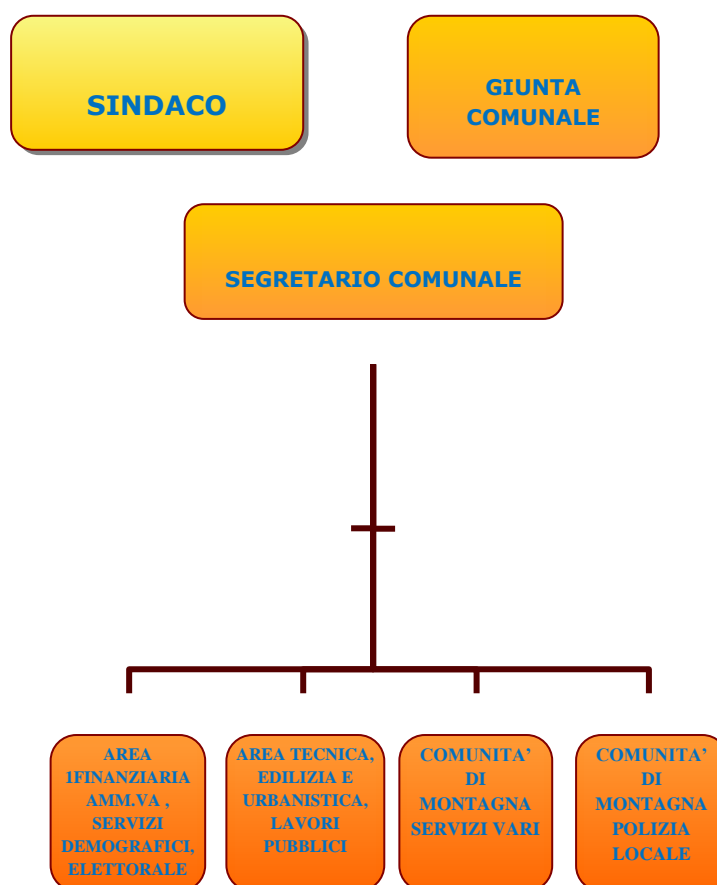 SINDACO
GIUNTA
COMUNALE
SEGRETARIO COMUNALE
AREA
1FINANZIARIA
AMM.VA ,
SERVIZI
DEMOGRAFICI,
ELETTORALE
AREA TECNICA,
EDILIZIA E
URBANISTICA,
LAVORI
PUBBLICI
COMUNITA’
DI
MONTAGNA
SERVIZI VARI
COMUNITA’
DI
MONTAGNA
POLIZIA
LOCALE